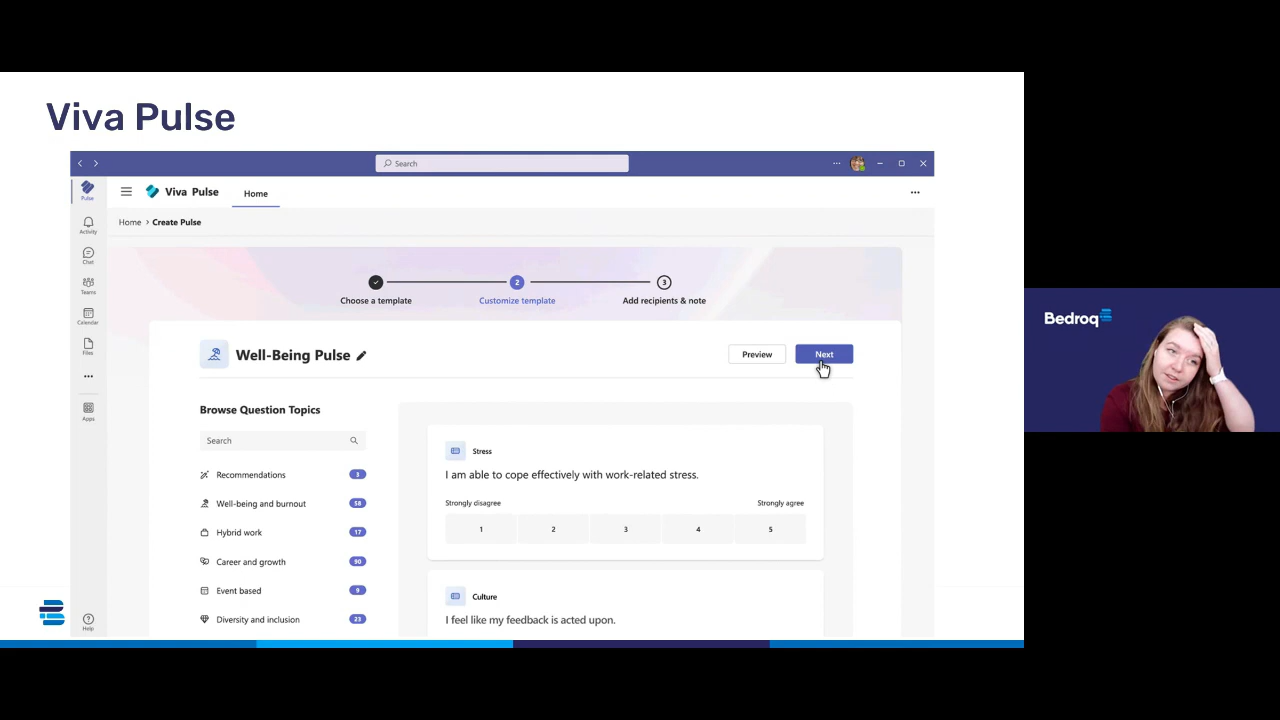 Viva Pulse
Search
Pulse
Viva Pulse
Home
Activity
Home > Create Pulse
Chat
Teams
2
3
Choose a template
Customize template
Add recipients & note
Calendar
Files
Well-Being Pulse
Preview
Next
Apps
Browse Question Topics
Search
Recommendations 3
Well-being and burnout 58
Hybrid work 17
Career and growth 90
Event based 9
Diversity and inclusion 23
Stress
I am able to cope effectively with work-related stress.
Strongly disagree
Strongly agree
1 2 3 4 5
Culture
I feel like my feedback is acted upon.
Help
Bedroq